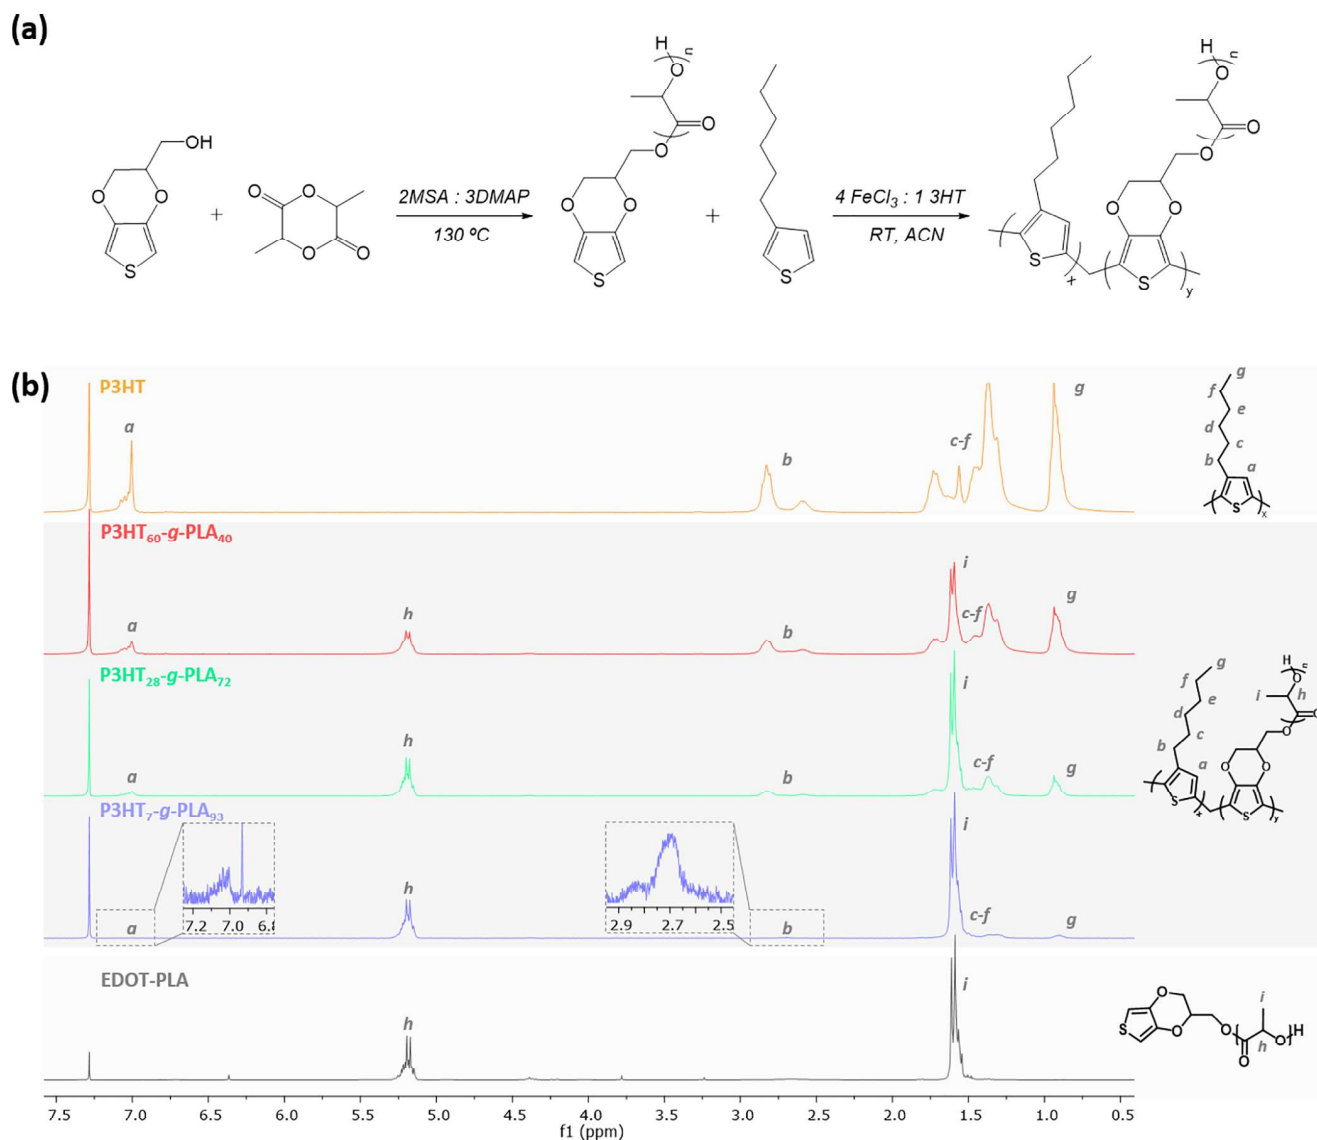 (a)
H
n
O
O
O
OH
O
O
S
+
O
O
O
O
2MSA : 3DMAP
130 ºC
O
O
S
+
S
4 FeCl₃ : 1 3HT
RT, ACN
H
n
O
O
O
O
O
S
x
S
y
(b)
P3HT
a
b
c-f
g
g
f
e
d
c
b
a
S
x
P3HT₆₀-g-PLA₄₀
a
h
b
i
c-f
g
P3HT₂₈-g-PLA₇₂
a
h
b
i
c-f
g
H
n
O
g
f
e
d
c
b
a
i
h
O
O
O
O
S
x
S
y
P3HT₇-g-PLA₉₃
7.2 7.0
2.9 2.7 2.5
a
h
b
i
c-f
g
EDOT-PLA
h
i
S
O
O
O
O
O
H
i
h
7.5 7.0 6.5 6.0 5.5 5.0 4.5 4.0 3.5 3.0 2.5 2.0 1.5 1.0 0.5
f1 (ppm)